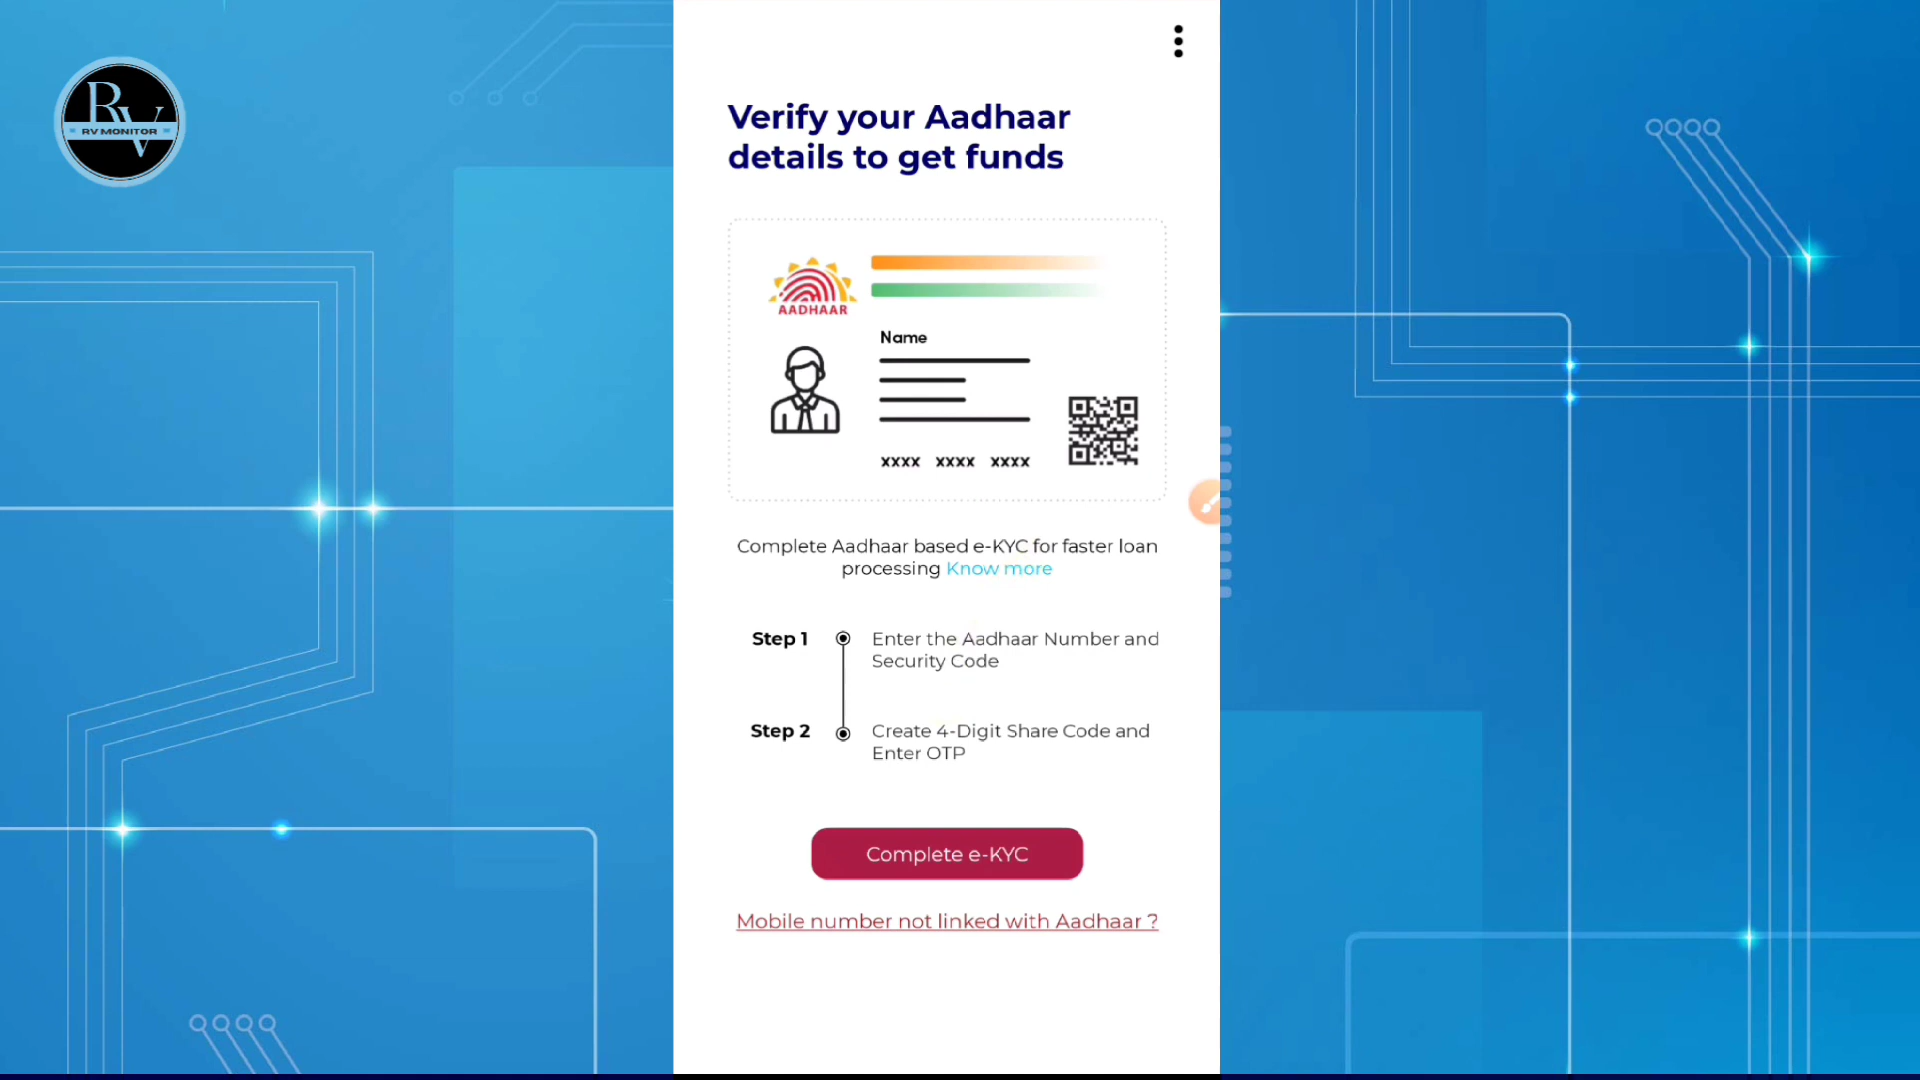 RV
RV MONITOR
Verify your Aadhaar
details to get funds
AADHAAR
Name
xxxx xxxx xxxx
Complete Aadhaar based e-KYC for faster loan
processing Know more
Step 1
Enter the Aadhaar Number and
Security Code
Step 2
Create 4-Digit Share Code and
Enter OTP
Complete e-KYC
Mobile number not linked with Aadhaar ?